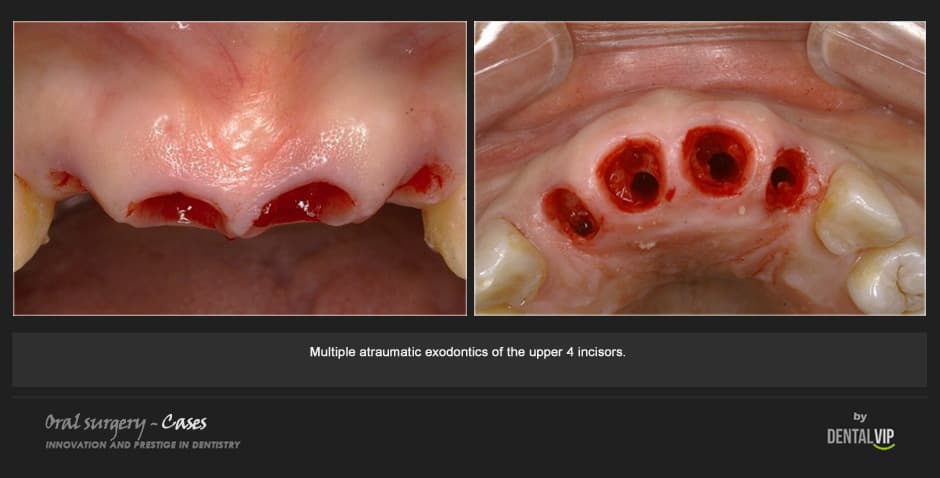 Multiple atraumatic exodontics of the upper 4 incisors.
Oral surgery - Cases
INNOVATION AND PRESTIGE IN DENTISTRY
by
DENTALVIP